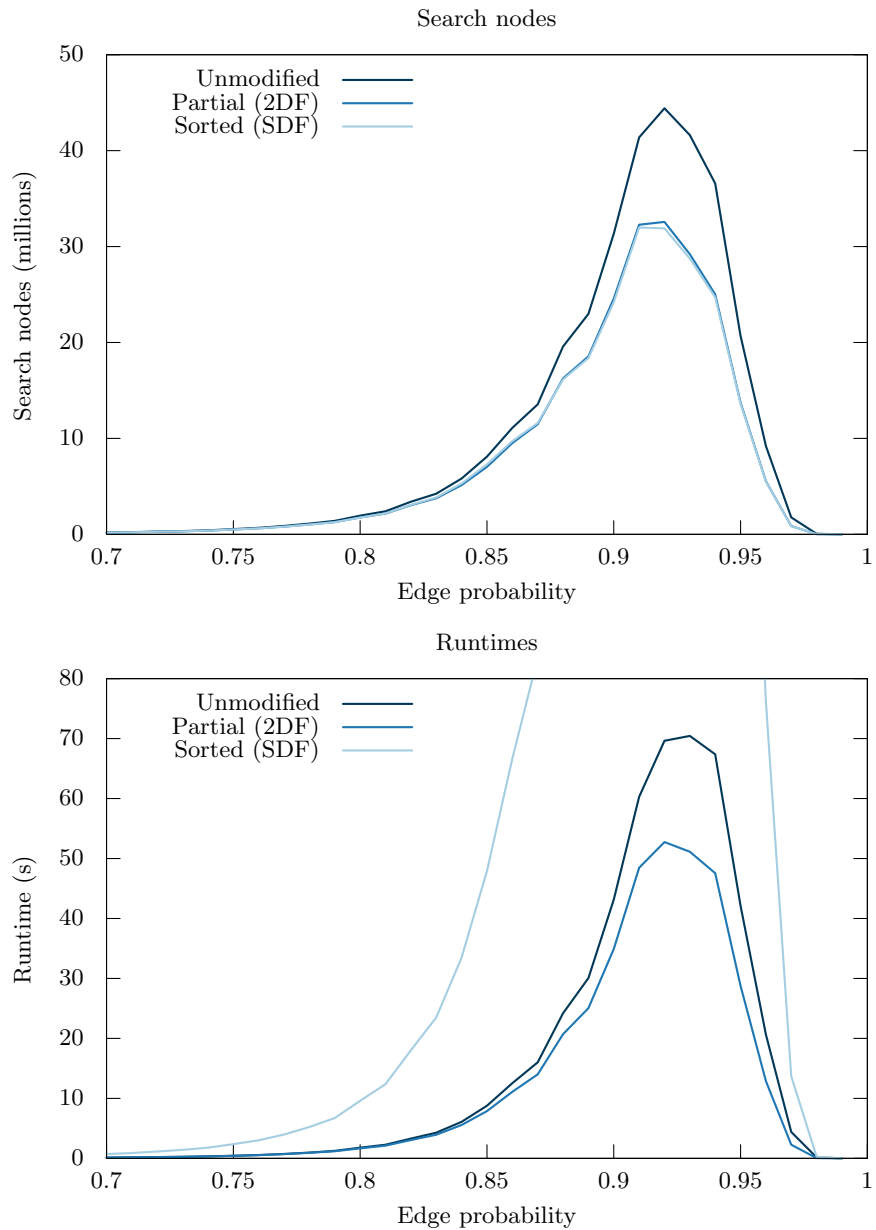 Search nodes
50
Unmodified
Partial (2DF)
Sorted (SDF)
40
30
Search nodes (millions)
20
10
0
0.7 0.75 0.8 0.85 0.9 0.95 1
Edge probability
Runtimes
80
Unmodified
Partial (2DF)
Sorted (SDF)
70
60
50
Runtime (s)
40
30
20
10
0
0.7 0.75 0.8 0.85 0.9 0.95 1
Edge probability